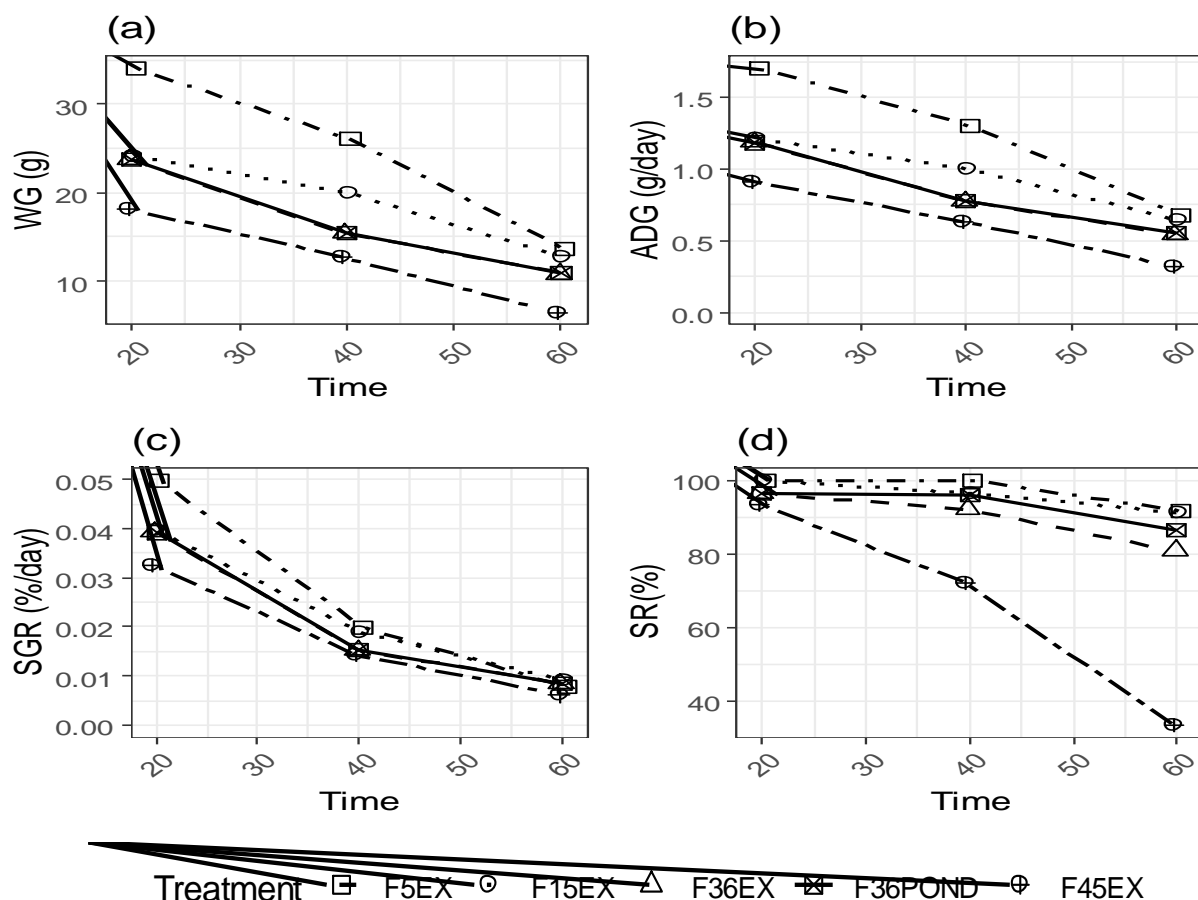 (a)
WG (g)
30
20
10
20 30 40 50 60
Time
(b)
ADG (g/day)
1.5
1.0
0.5
0.0
20 30 40 50 60
Time
(c)
SGR (%/day)
0.05
0.04
0.03
0.02
0.01
0.00
20 30 40 50 60
Time
(d)
SR(%)
100
80
60
40
20 30 40 50 60
Time
Treatment F5EX F15EX F36EX F36POND F45EX